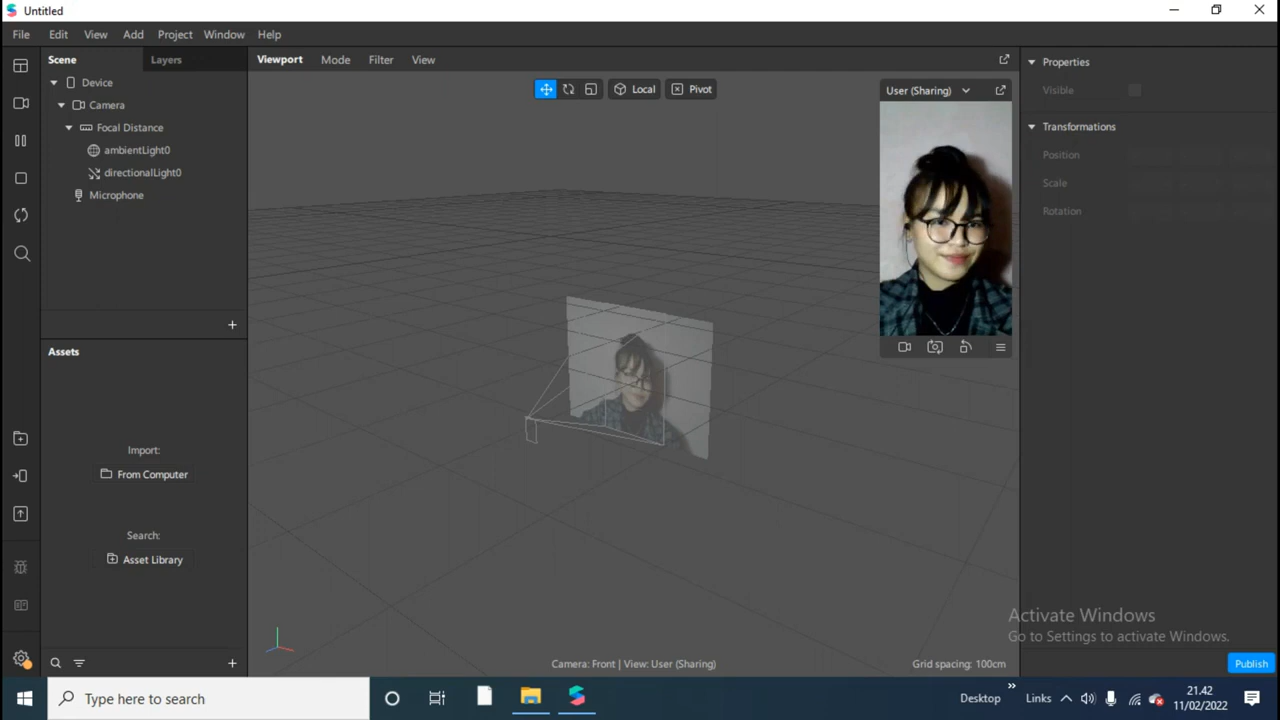 Untitled
File Edit View Add Project Window Help
Scene Layers
Device
Camera
Focal Distance
ambientLight0
directionalLight0
Microphone
Assets
Import:
From Computer
Search:
Asset Library
Viewport Mode Filter View
Local Pivot
User (Sharing)
Camera: Front | View: User (Sharing)
Grid spacing: 100cm
Properties
Visible
Transformations
Position
Scale
Rotation
Activate Windows
Go to Settings to activate Windows.
Publish
Type here to search
Desktop
Links
21.42
11/02/2022